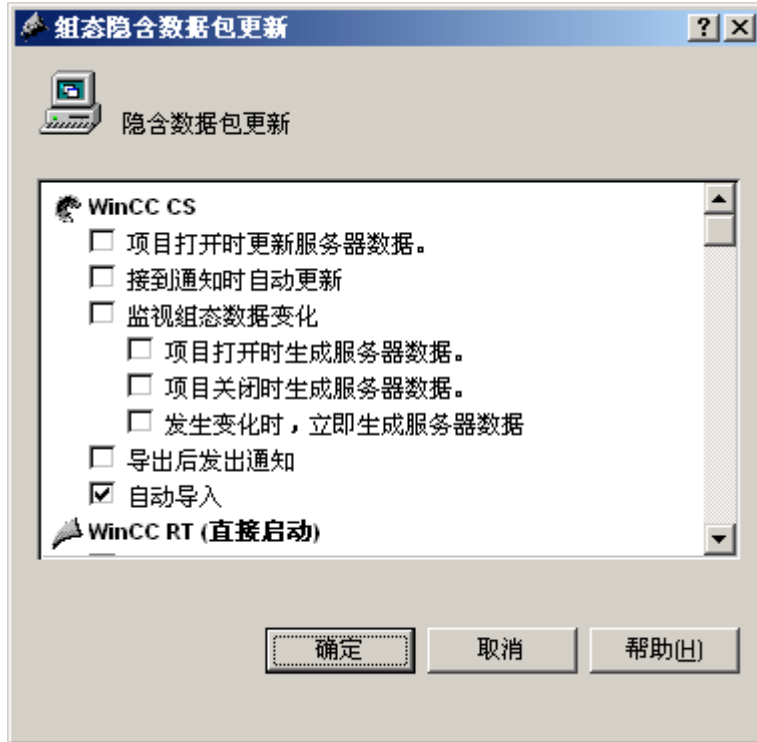 组态隐含数据包更新
隐含数据包更新
WinCC CS
项目打开时更新服务器数据。
接到通知时自动更新
监视组态数据变化
项目打开时生成服务器数据。
项目关闭时生成服务器数据。
发生变化时，立即生成服务器数据
导出后发出通知
自动导入
WinCC RT (直接启动)
确定 取消 帮助(H)